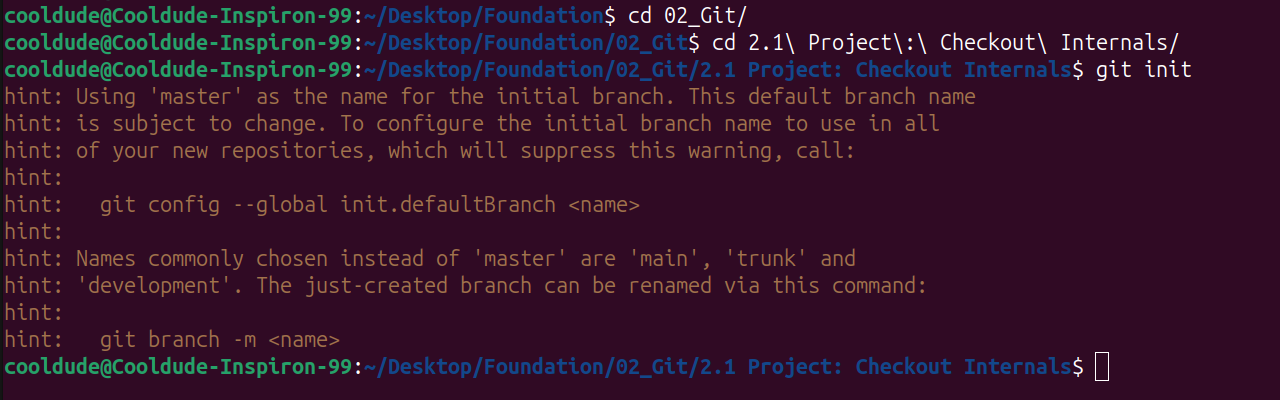 cooldude@Cooldude-Inspiron-99:~/Desktop/Foundation$ cd 02_Git/
cooldude@Cooldude-Inspiron-99:~/Desktop/Foundation/02_Git$ cd 2.1\ Project\:\ Checkout\ Internals/
cooldude@Cooldude-Inspiron-99:~/Desktop/Foundation/02_Git/2.1 Project: Checkout Internals$ git init
hint: Using 'master' as the name for the initial branch. This default branch name
hint: is subject to change. To configure the initial branch name to use in all
hint: of your new repositories, which will suppress this warning, call:
hint:
hint:   git config --global init.defaultBranch <name>
hint:
hint: Names commonly chosen instead of 'master' are 'main', 'trunk' and
hint: 'development'. The just-created branch can be renamed via this command:
hint:
hint:   git branch -m <name>
cooldude@Cooldude-Inspiron-99:~/Desktop/Foundation/02_Git/2.1 Project: Checkout Internals$